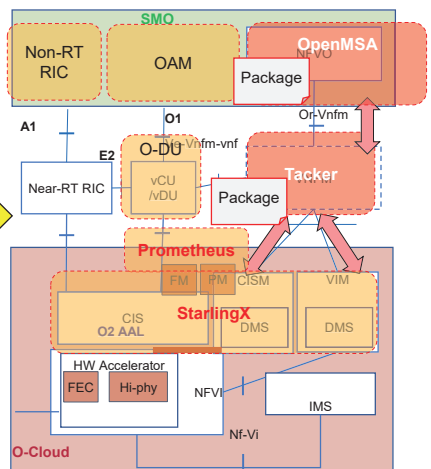 SMO
Non-RT
RIC
OAM
OpenMSA
NFVO
Package
A1
O1
Or-Vnfm
E2
Ve-Vnfm-vnf
O-DU
Near-RT RIC
vCU
/vDU
Tacker
Package
Prometheus
FM
PM
CISM
VIM
StarlingX
CIS
O2 AAL
DMS
DMS
HW Accelerator
FEC
Hi-phy
NFVI
IMS
Nf-Vi
O-Cloud